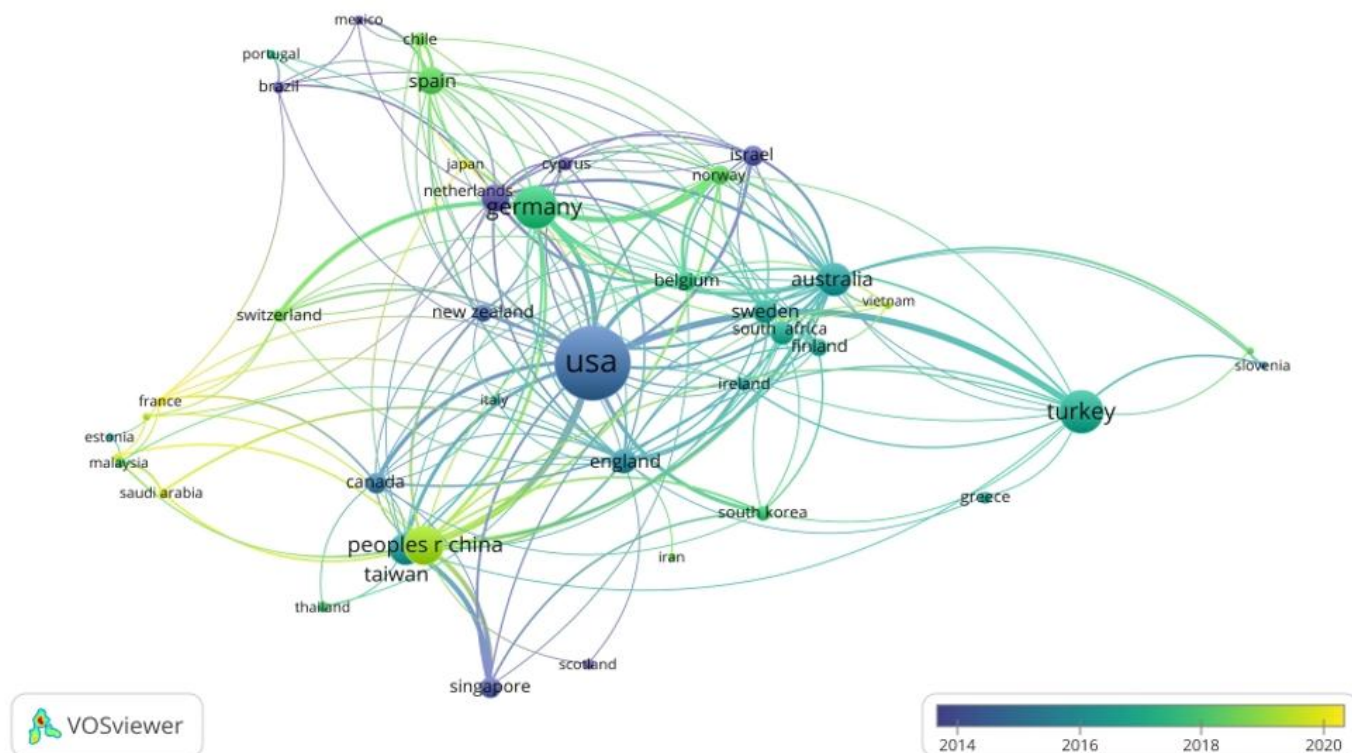 mexico
chile
portugal
spain
brazil
israel
japan
cyprus
norway
netherlands
germany
belgium
australia
vietnam
switzerland
new zealand
sweden
south africa
finland
usa
slovenia
ireland
france
italy
turkey
estonia
malaysia
england
saudi arabia
canada
greece
south korea
peoples r china
iran
taiwan
thailand
scotland
singapore
VOSviewer
2014 2016 2018 2020